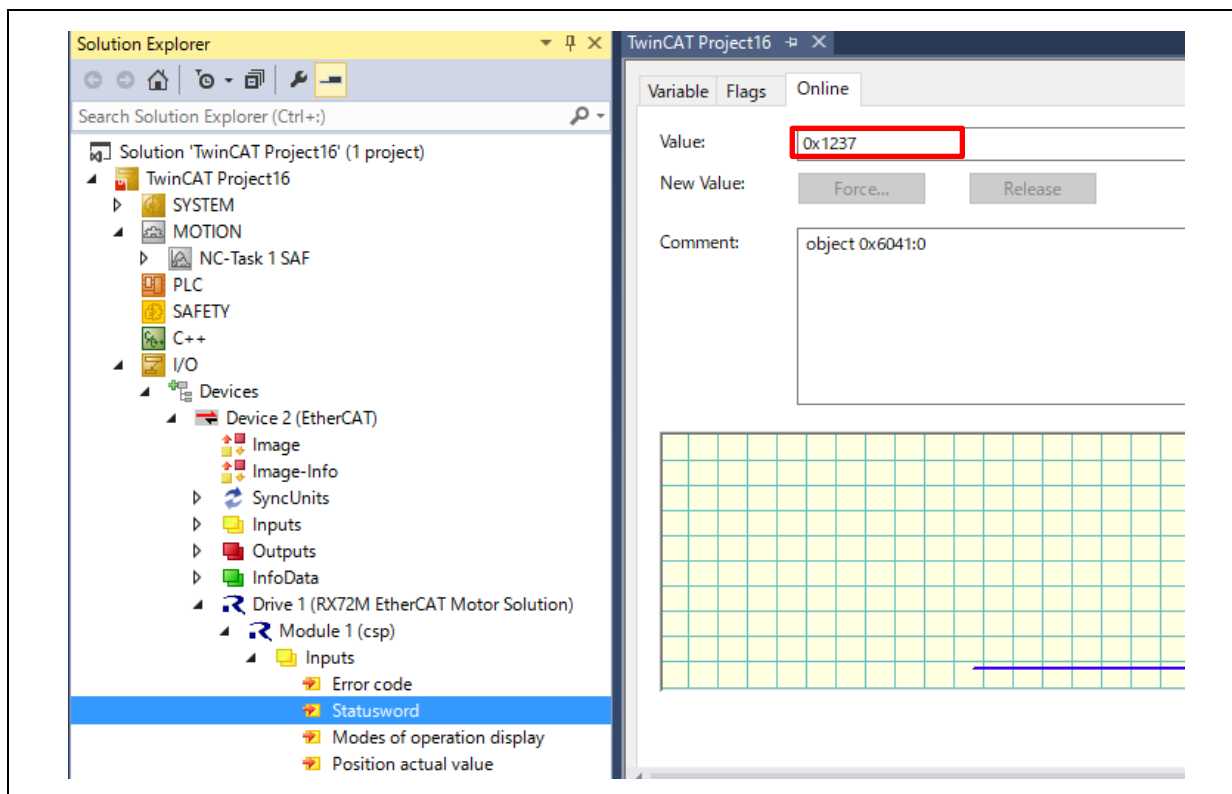 Solution Explorer
Search Solution Explorer (Ctrl+:)
Solution 'TwinCAT Project16' (1 project)
TwinCAT Project16
SYSTEM
MOTION
NC-Task 1 SAF
PLC
SAFETY
C++
I/O
Devices
Device 2 (EtherCAT)
Image
Image-Info
SyncUnits
Inputs
Outputs
InfoData
Drive 1 (RX72M EtherCAT Motor Solution)
Module 1 (csp)
Inputs
Error code
Statusword
Modes of operation display
Position actual value
TwinCAT Project16
Variable Flags Online
Value: 0x1237
New Value: Force... Release
Comment: object 0x6041:0